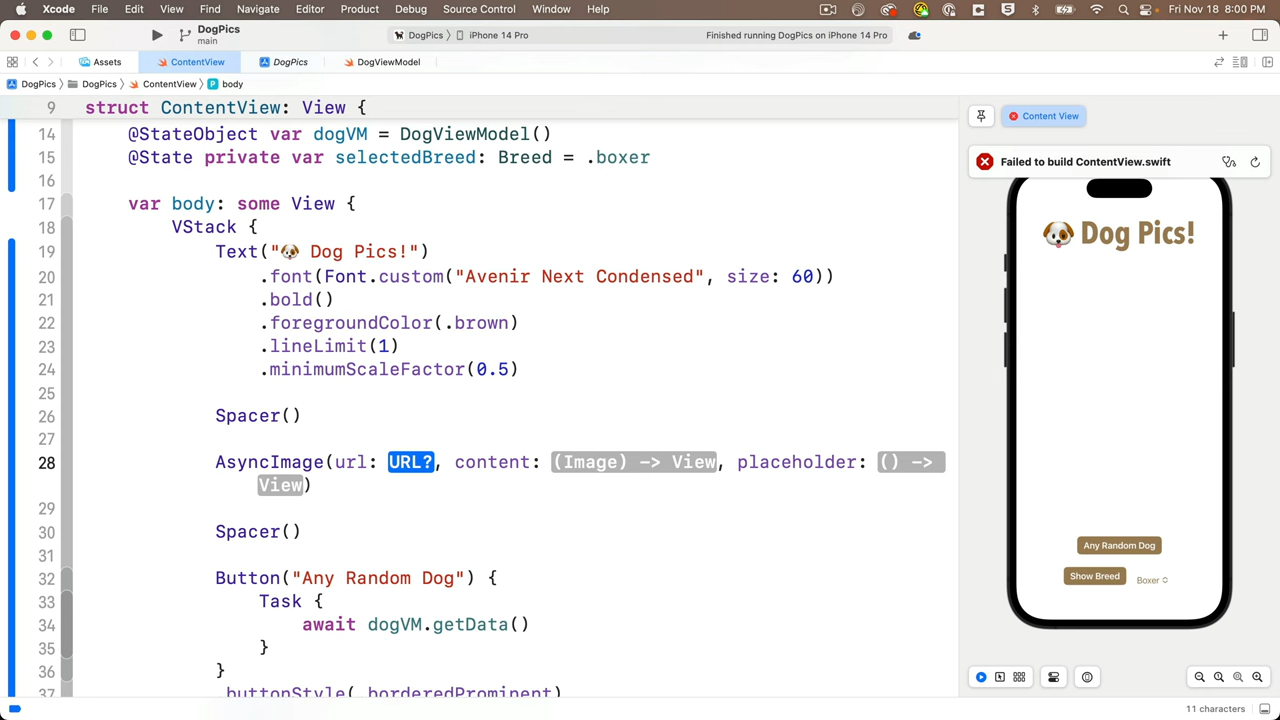 Xcode File Edit View Find Navigate Editor Product Debug Source Control Window Help Fri Nov 18 8:00 PM
DogPics
main
DogPics iPhone 14 Pro Finished running DogPics on iPhone 14 Pro
Assets ContentView DogPics DogViewModel
DogPics DogPics ContentView body
9 struct ContentView: View {
14 @StateObject var dogVM = DogViewModel()
15 @State private var selectedBreed: Breed = .boxer
16
17 var body: some View {
18 VStack {
19 Text("🐶 Dog Pics!")
20 .font(Font.custom("Avenir Next Condensed", size: 60))
21 .bold()
22 .foregroundColor(.brown)
23 .lineLimit(1)
24 .minimumScaleFactor(0.5)
25
26 Spacer()
27
28 AsyncImage(url: URL?, content: (Image) -> View, placeholder: () ->
View)
29
30 Spacer()
31
32 Button("Any Random Dog") {
33 Task {
34 await dogVM.getData()
35 }
36 }
37 .buttonStyle(.borderedProminent)
Content View
Failed to build ContentView.swift
🐶 Dog Pics!
Any Random Dog
Show Breed Boxer
11 characters